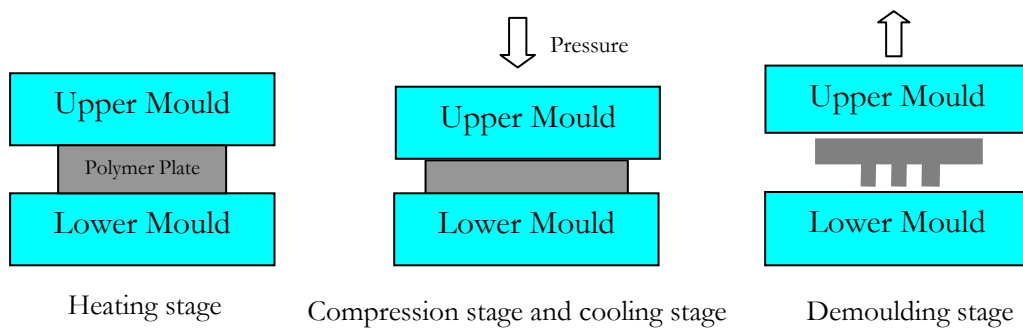 Pressure
Upper Mould
Upper Mould
Upper Mould
Polymer Plate
Lower Mould
Lower Mould
Lower Mould
Heating stage
Compression stage and cooling stage
Demoulding stage